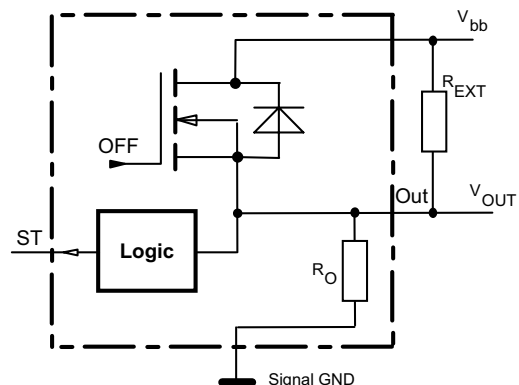 V_bb
R_EXT
OFF
Out
V_OUT
ST
Logic
R_O
Signal GND